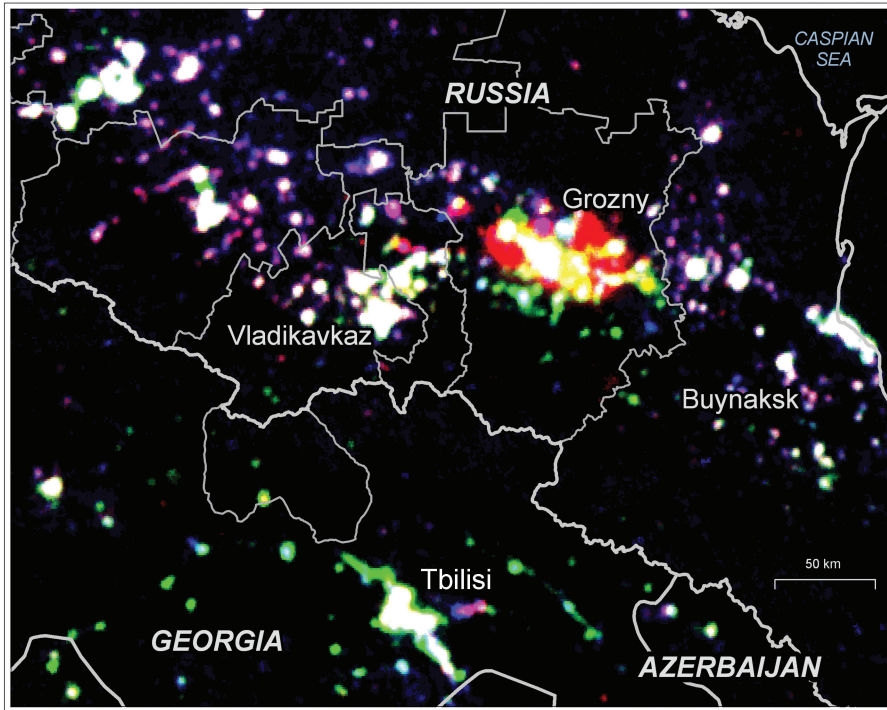 CASPIAN
SEA
RUSSIA
Grozny
Vladikavkaz
Buynaksk
50 km
Tbilisi
GEORGIA
AZERBAIJAN